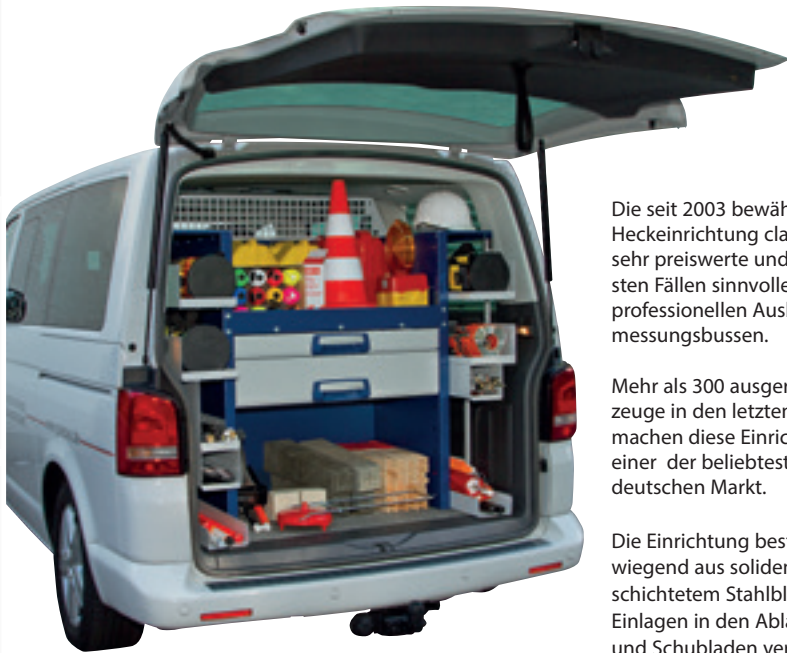 Die seit 2003 bewäh
Heckeinrichtung cla
sehr preiswerte und
sten Fällen sinnvolle
professionellen Ausl
messungsbussen.
Mehr als 300 ausger
zeuge in den letzter
machen diese Einric
einer der beliebtest
deutschen Markt.
Die Einrichtung best
wiegend aus solider
schichtetem Stahlbl
Einlagen in den Abla
und Schubladen ver